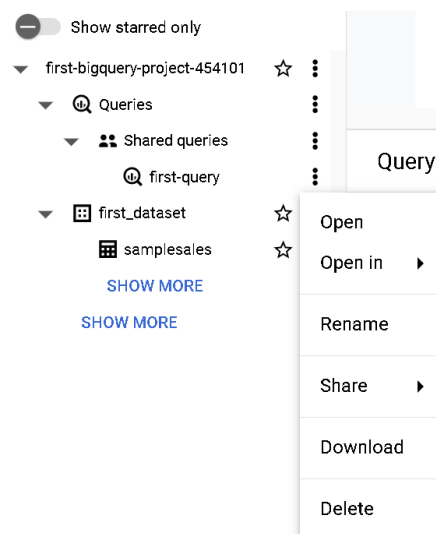 Show starred only
first-bigquery-project-454101
Queries
Shared queries
Query
first-query
first_dataset
Open
samplesales
Open in
SHOW MORE
SHOW MORE
Rename
Share
Download
Delete